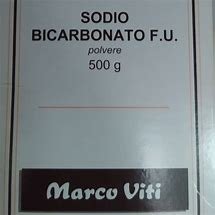 SODIO
BICARBONATO F.U.
polvere
500 g
Marco Viti